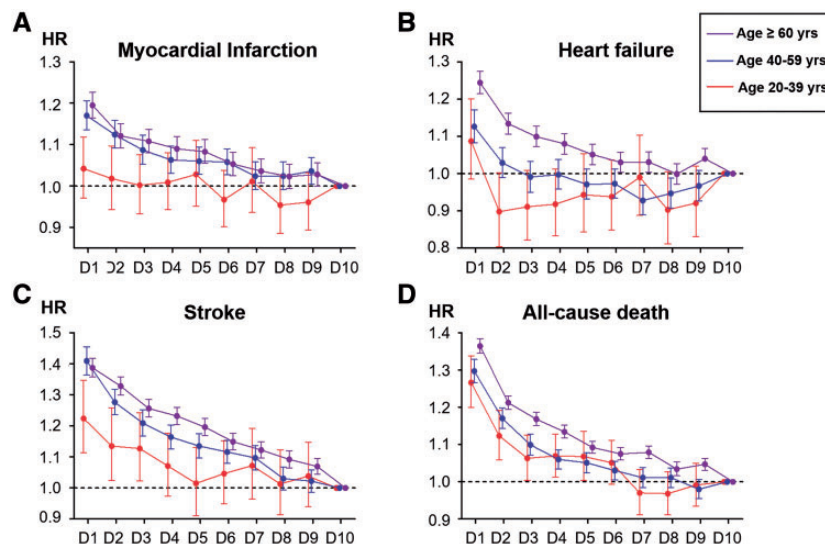 A
HR
Myocardial Infarction
1.3
1.2
1.1
1.0
0.9
D1 D2 D3 D4 D5 D6 D7 D8 D9 D10
B
HR
Heart failure
1.3
1.2
1.1
1.0
0.9
0.8
D1 D2 D3 D4 D5 D6 D7 D8 D9 D10
Age ≥ 60 yrs
Age 40-59 yrs
Age 20-39 yrs
C
HR
Stroke
1.5
1.4
1.3
1.2
1.1
1.0
0.9
D1 D2 D3 D4 D5 D6 D7 D8 D9 D10
D
HR
All-cause death
1.4
1.3
1.2
1.1
1.0
0.9
D1 D2 D3 D4 D5 D6 D7 D8 D9 D10